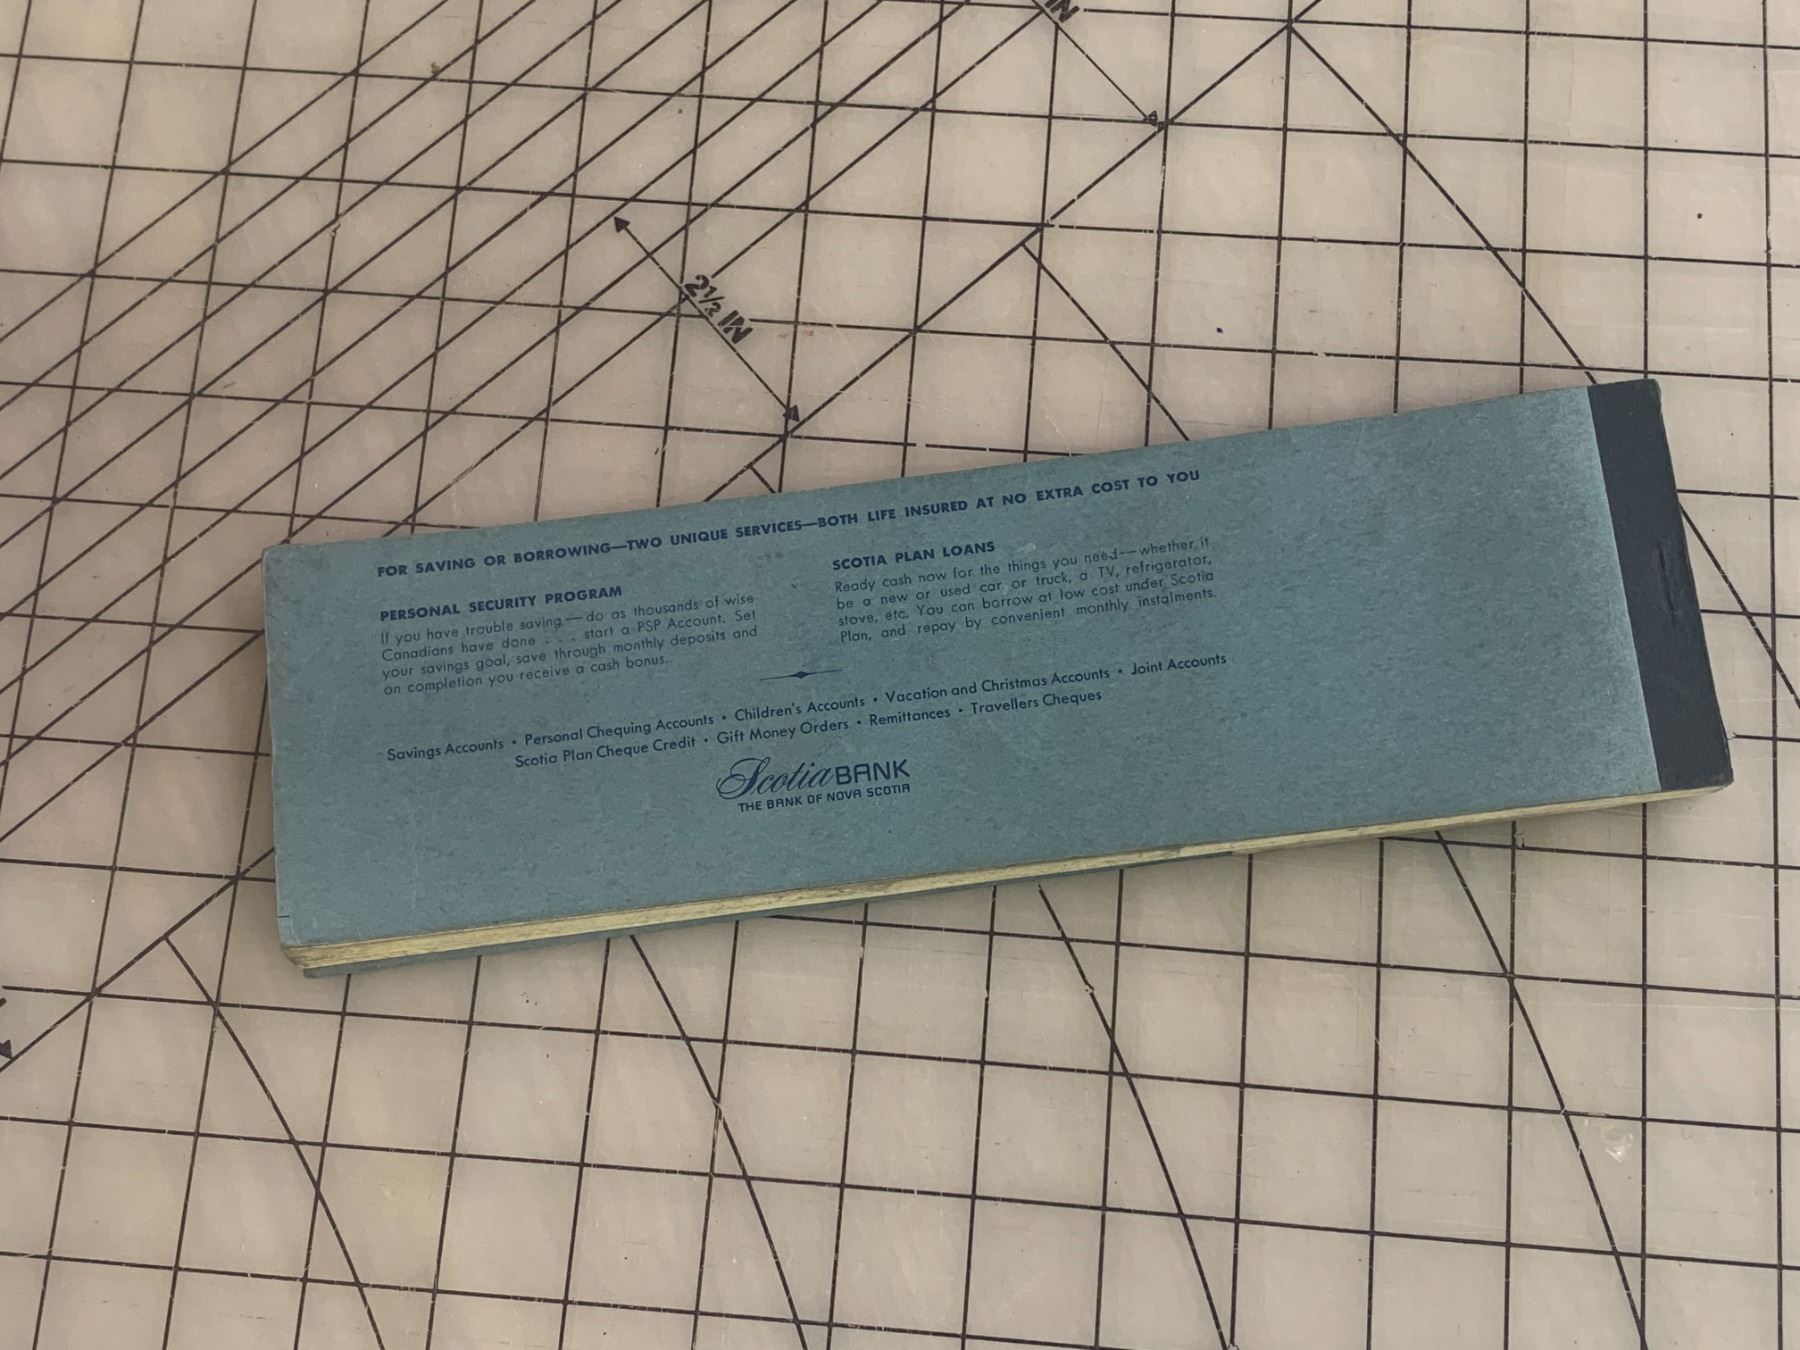 IN
2½ IN
FOR SAVING OR BORROWING—TWO UNIQUE SERVICES—BOTH LIFE INSURED AT NO EXTRA COST TO YOU
PERSONAL SECURITY PROGRAM
If you have trouble saving — do as thousands of wise
Canadians have done . . . start a PSP Account. Set
your savings goal, save through monthly deposits and
on completion you receive a cash bonus.
SCOTIA PLAN LOANS
Ready cash now for the things you need — whether it
be a new or used car or truck, a TV, refrigerator,
stove, etc. You can borrow at low cost under Scotia
Plan, and repay by convenient monthly instalments.
Savings Accounts • Personal Chequing Accounts • Children's Accounts • Vacation and Christmas Accounts • Joint Accounts
Scotia Plan Cheque Credit • Gift Money Orders • Remittances • Travellers Cheques
ScotiaBANK
THE BANK OF NOVA SCOTIA